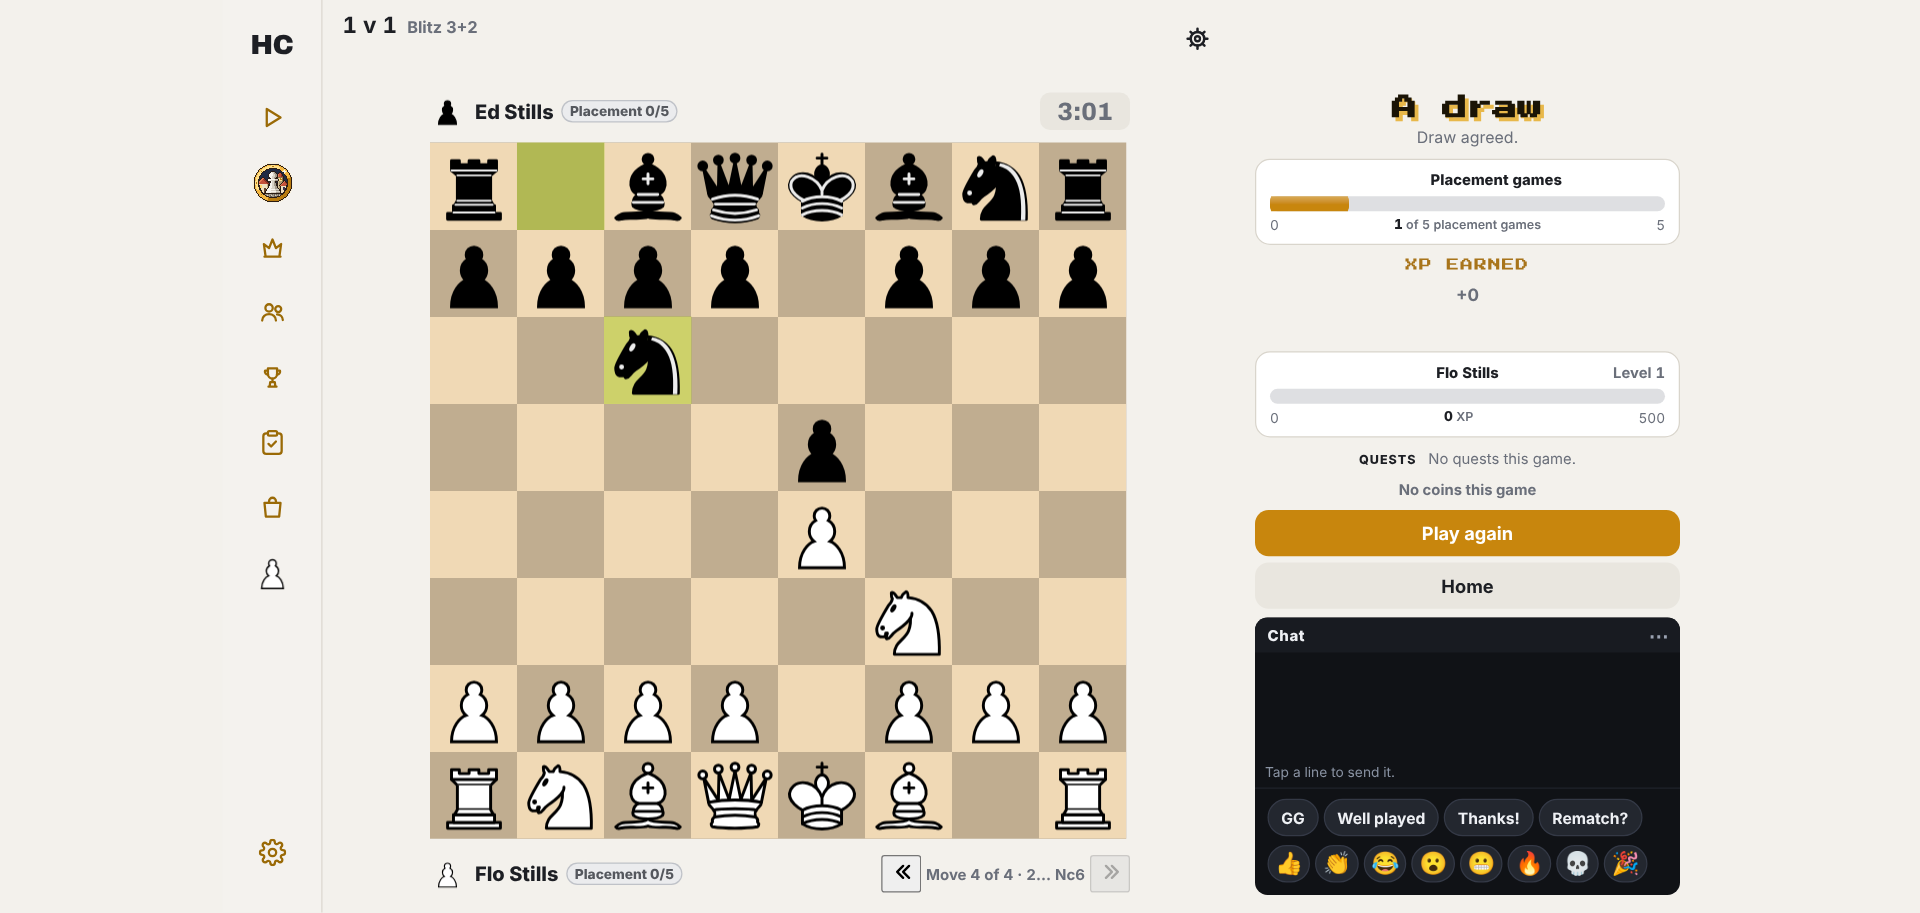 HC
1 v 1 Blitz 3+2
Ed Stills Placement 0/5
3:01
Flo Stills Placement 0/5
Move 4 of 4 · 2... Nc6
A draw
Draw agreed.
Placement games
0 1 of 5 placement games 5
XP EARNED
+0
Flo Stills Level 1
0 0 XP 500
QUESTS No quests this game.
No coins this game
Play again
Home
Chat
Tap a line to send it.
GG Well played Thanks! Rematch?